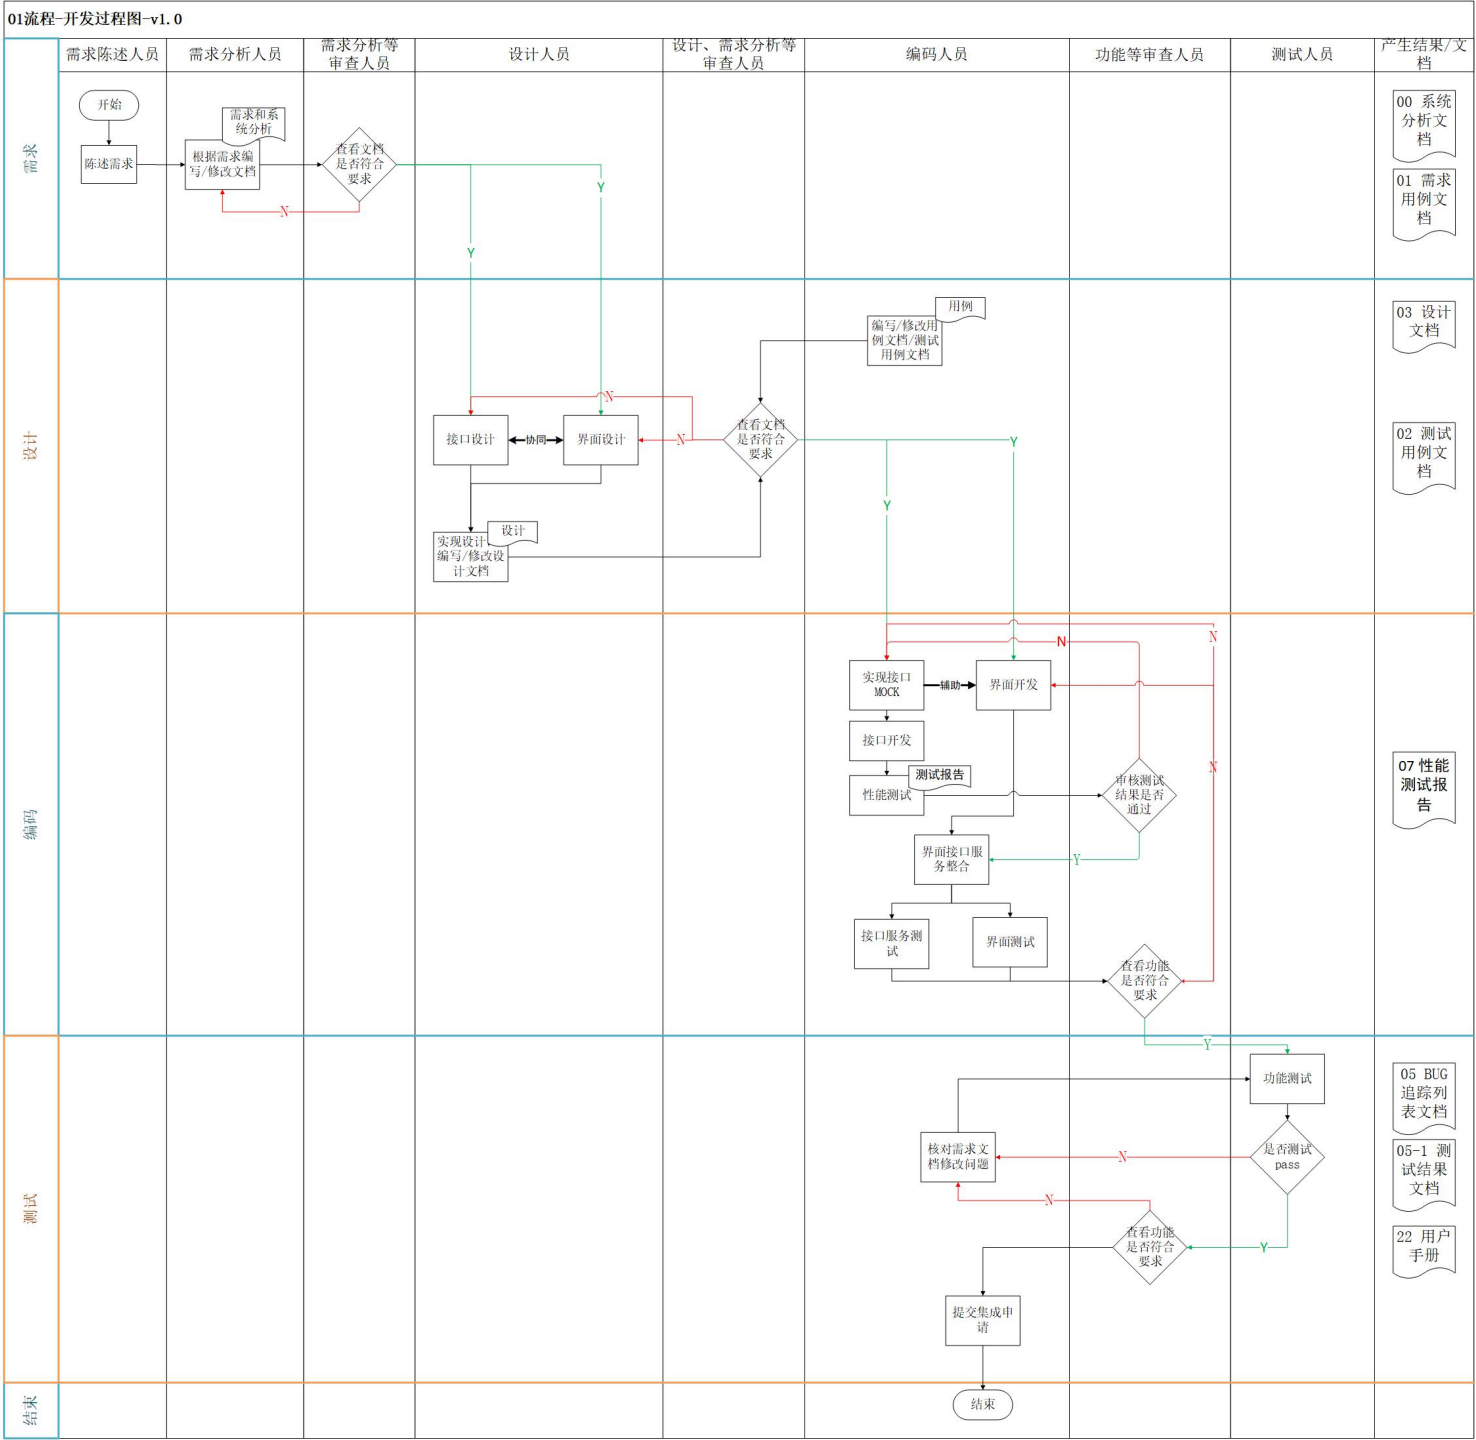 01流程-开发过程图-v1.0
需求陈述人员
需求分析人员
需求分析等
审查人员
设计人员
设计、需求分析等
审查人员
编码人员
功能等审查人员
测试人员
产生结果/文
档
需求
开始
陈述需求
需求和系
统分析
根据需求编
写/修改文档
查看文档
是否符合
要求
N
Y
Y
00 系统
分析文
档
01 需求
用例文
档
设计
用例
编写/修改用
例文档/测试
用例文档
N
接口设计
协同
界面设计
N
查看文档
是否符合
要求
Y
Y
设计
实现设计
编写/修改设
计文档
03 设计
文档
02 测试
用例文
档
编码
N
N
实现接口
MOCK
辅助
界面开发
接口开发
测试报告
性能测试
审核测试
结果是否
通过
N
界面接口服
务整合
Y
接口服务测
试
界面测试
查看功能
是否符合
要求
07 性能
测试报
告
测试
Y
功能测试
核对需求文
档修改问题
N
是否测试
pass
N
查看功能
是否符合
要求
Y
提交集成申
请
05 BUG
追踪列
表文档
05-1 测
试结果
文档
22 用户
手册
结束
结束